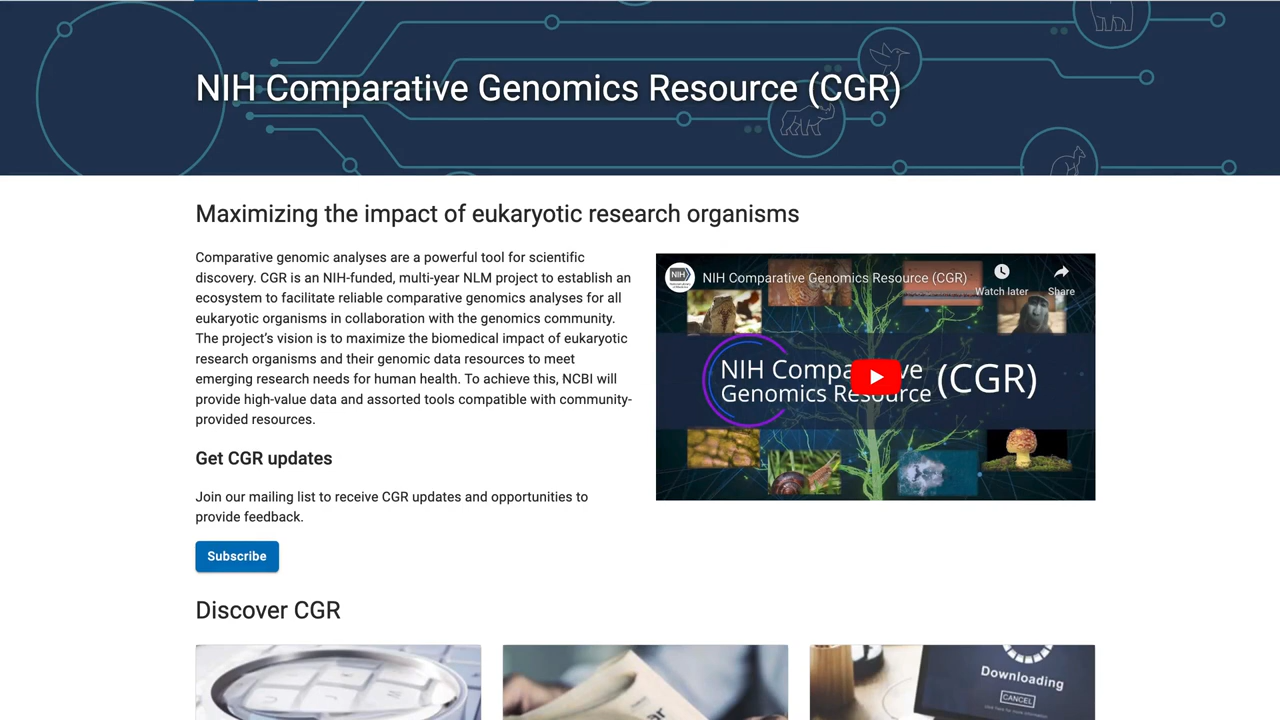 NIH Comparative Genomics Resource (CGR)
Maximizing the impact of eukaryotic research organisms
Comparative genomic analyses are a powerful tool for scientific
discovery. CGR is an NIH-funded, multi-year NLM project to establish an
ecosystem to facilitate reliable comparative genomics analyses for all
eukaryotic organisms in collaboration with the genomics community.
The project's vision is to maximize the biomedical impact of eukaryotic
research organisms and their genomic data resources to meet
emerging research needs for human health. To achieve this, NCBI will
provide high-value data and assorted tools compatible with community-
provided resources.
NIH
NIH Comparative Genomics Resource (CGR)
Watch later
Share
NIH Compa ve
Genomics Resource (CGR)
Get CGR updates
Join our mailing list to receive CGR updates and opportunities to
provide feedback.
Subscribe
Discover CGR
Downloading
CANCEL